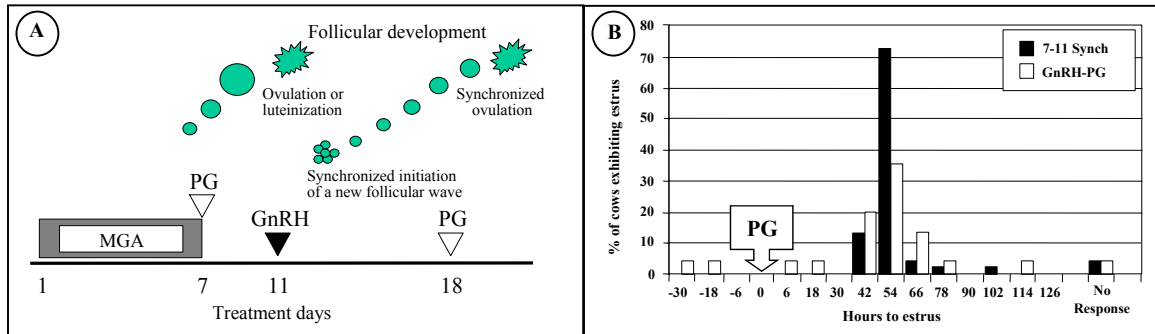 A
Follicular development
Ovulation or
luteinization
Synchronized
ovulation
Synchronized initiation
of a new follicular wave
PG
GnRH
PG
MGA
1 7 11 18
Treatment days
B
% of cows exhibiting estrus
80
70
60
50
40
30
20
10
0
7-11 Synch
GnRH-PG
PG
-30 -18 -6 0 6 18 30 42 54 66 78 90 102 114 126 No
Response
Hours to estrus